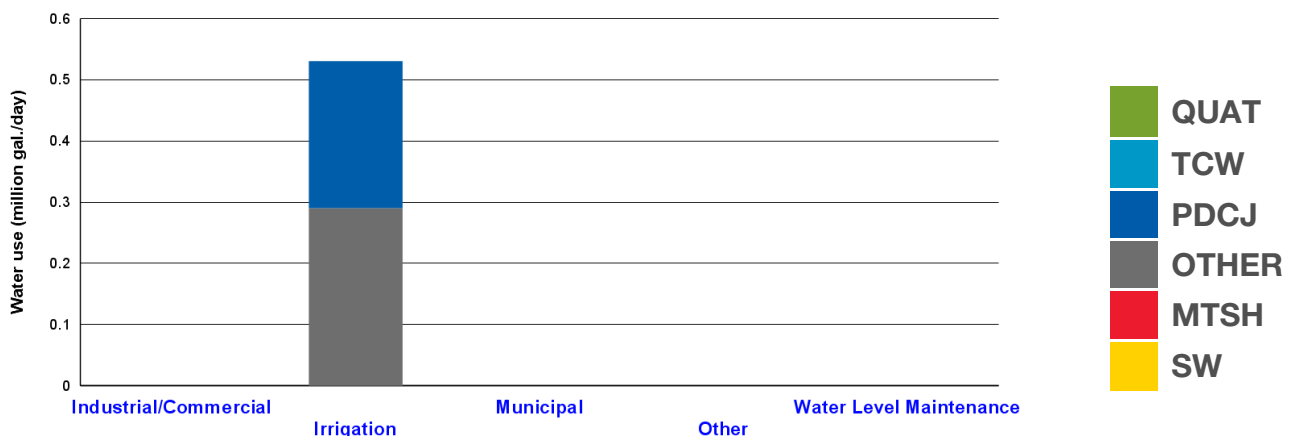 0.6
0.5
0.4
0.3
0.2
0.1
0
Water use (million gal./day)
Industrial/Commercial
Irrigation
Municipal
Other
Water Level Maintenance
QUAT
TCW
PDCJ
OTHER
MTSH
SW